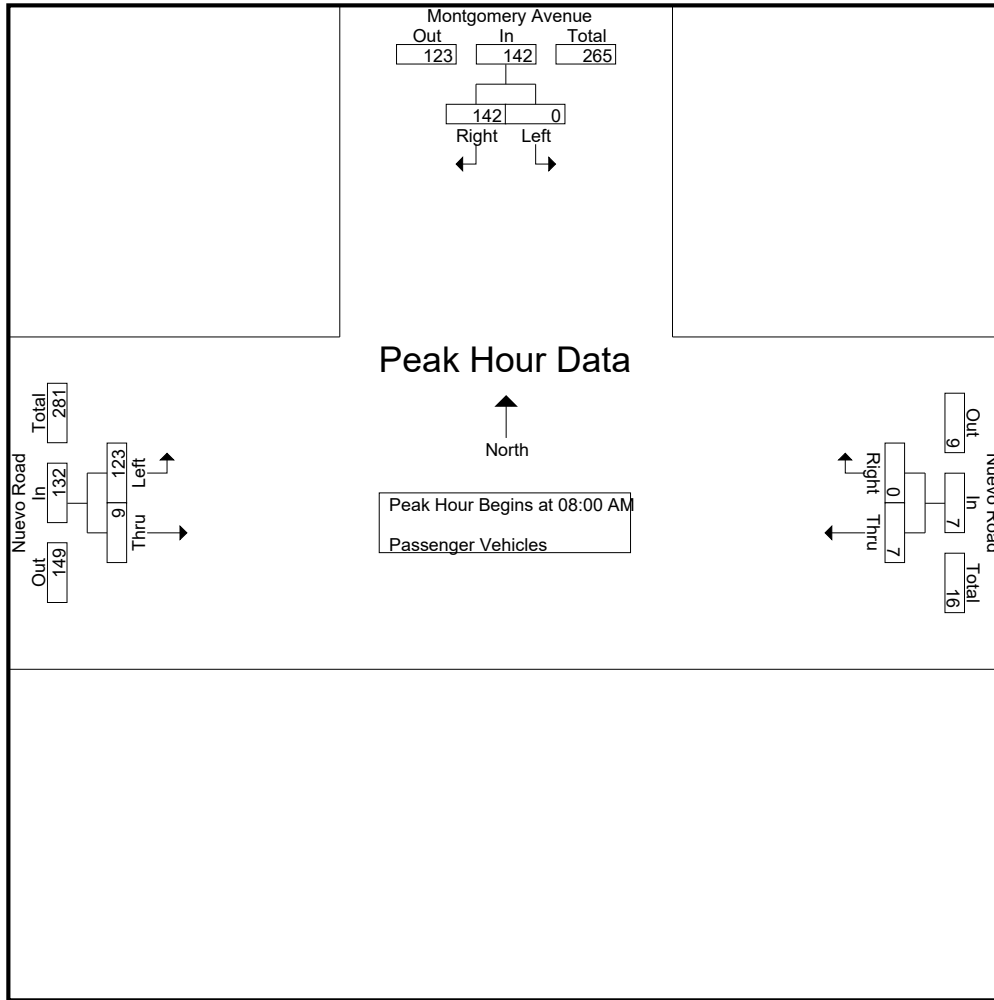 Montgomery Avenue
Out In Total
123 142 265
142 0
Right Left
Peak Hour Data
North
Peak Hour Begins at 08:00 AM
Passenger Vehicles
Nuevo Road
Out In Total
149 132 281
123 9
Left Thru
Nuevo Road
Out In Total
9 7 16
0 7
Right Thru